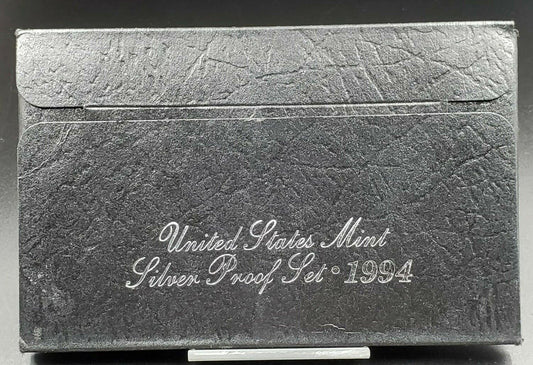 United States Mint
Silver Proof Set • 1994